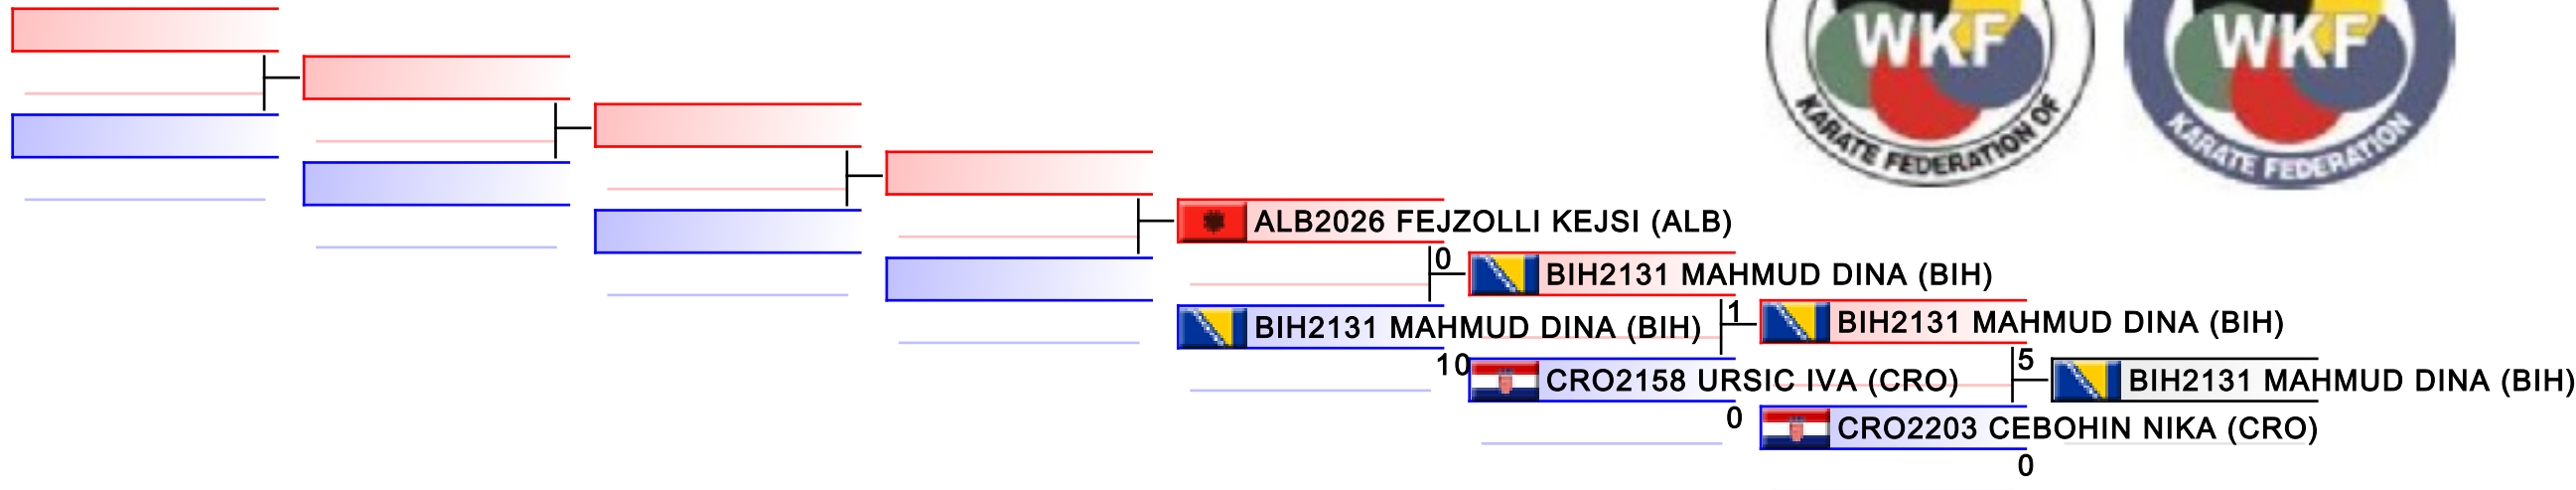 WKF
KARATE FEDERATION OF
WKF
KARATE FEDERATION
ALB2026 FEJZOLLI KEJSI (ALB)
0
BIH2131 MAHMUD DINA (BIH)
BIH2131 MAHMUD DINA (BIH)
10
1
BIH2131 MAHMUD DINA (BIH)
CRO2158 URSIC IVA (CRO)
0
5
BIH2131 MAHMUD DINA (BIH)
CRO2203 CEBOHIN NIKA (CRO)
0